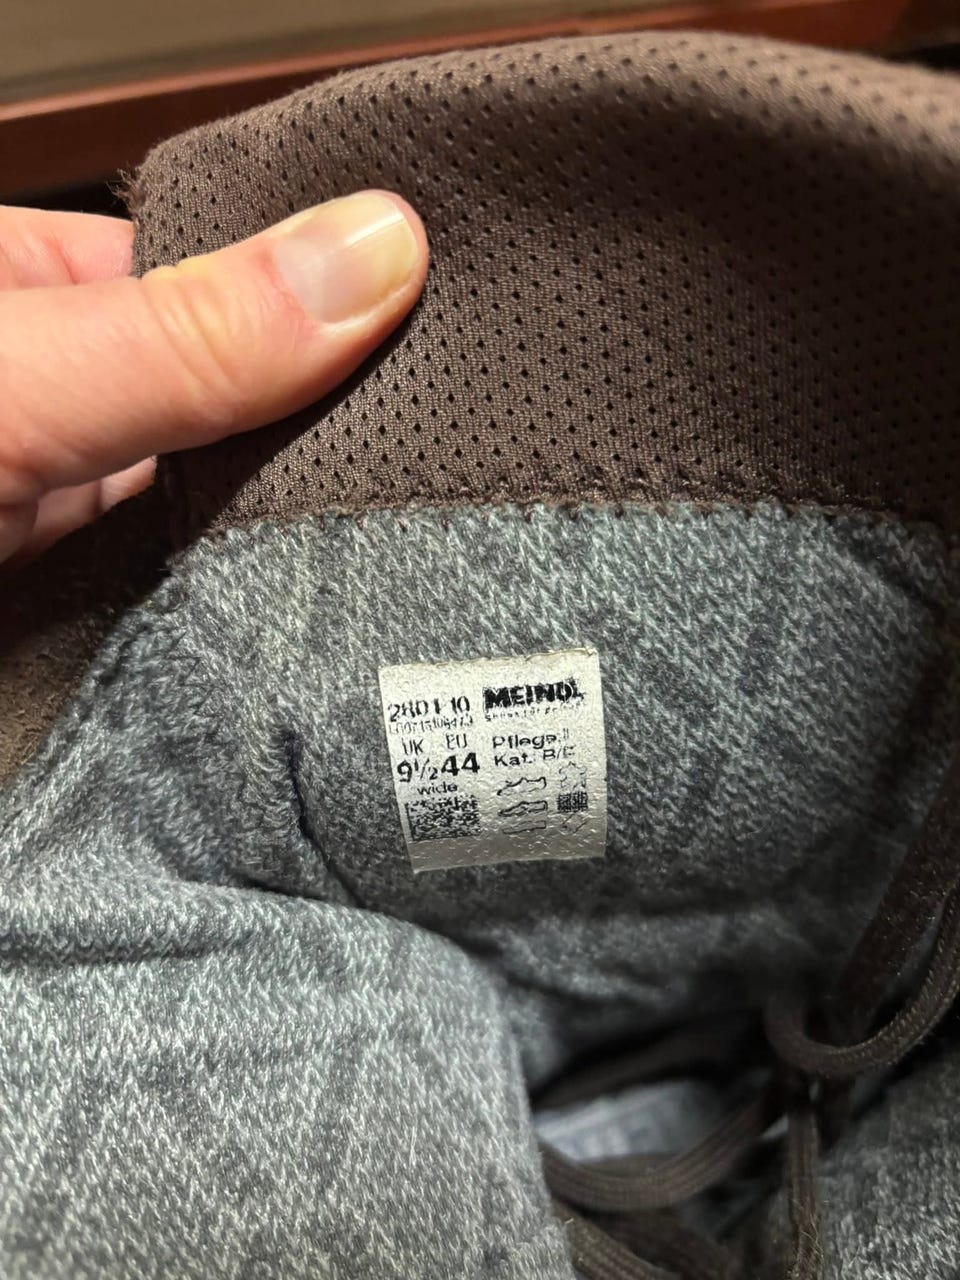 2801 10
UK EU
9½ 44
wide
MEINDL
Pflege:
Kat. B/E